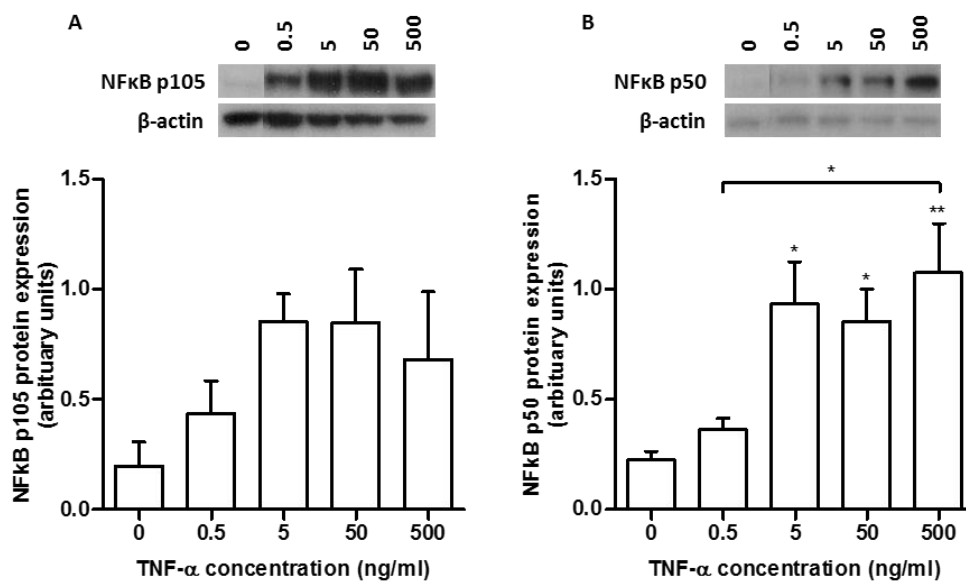 A
0 0.5 5 50 500
NFκB p105
β-actin
NFkB p105 protein expression
(arbituary units)
1.5
1.0
0.5
0.0
0 0.5 5 50 500
TNF-α concentration (ng/ml)
B
0 0.5 5 50 500
NFκB p50
β-actin
NFkB p50 protein expression
(arbituary units)
1.5
1.0
0.5
0.0
*
*
*
**
0 0.5 5 50 500
TNF-α concentration (ng/ml)